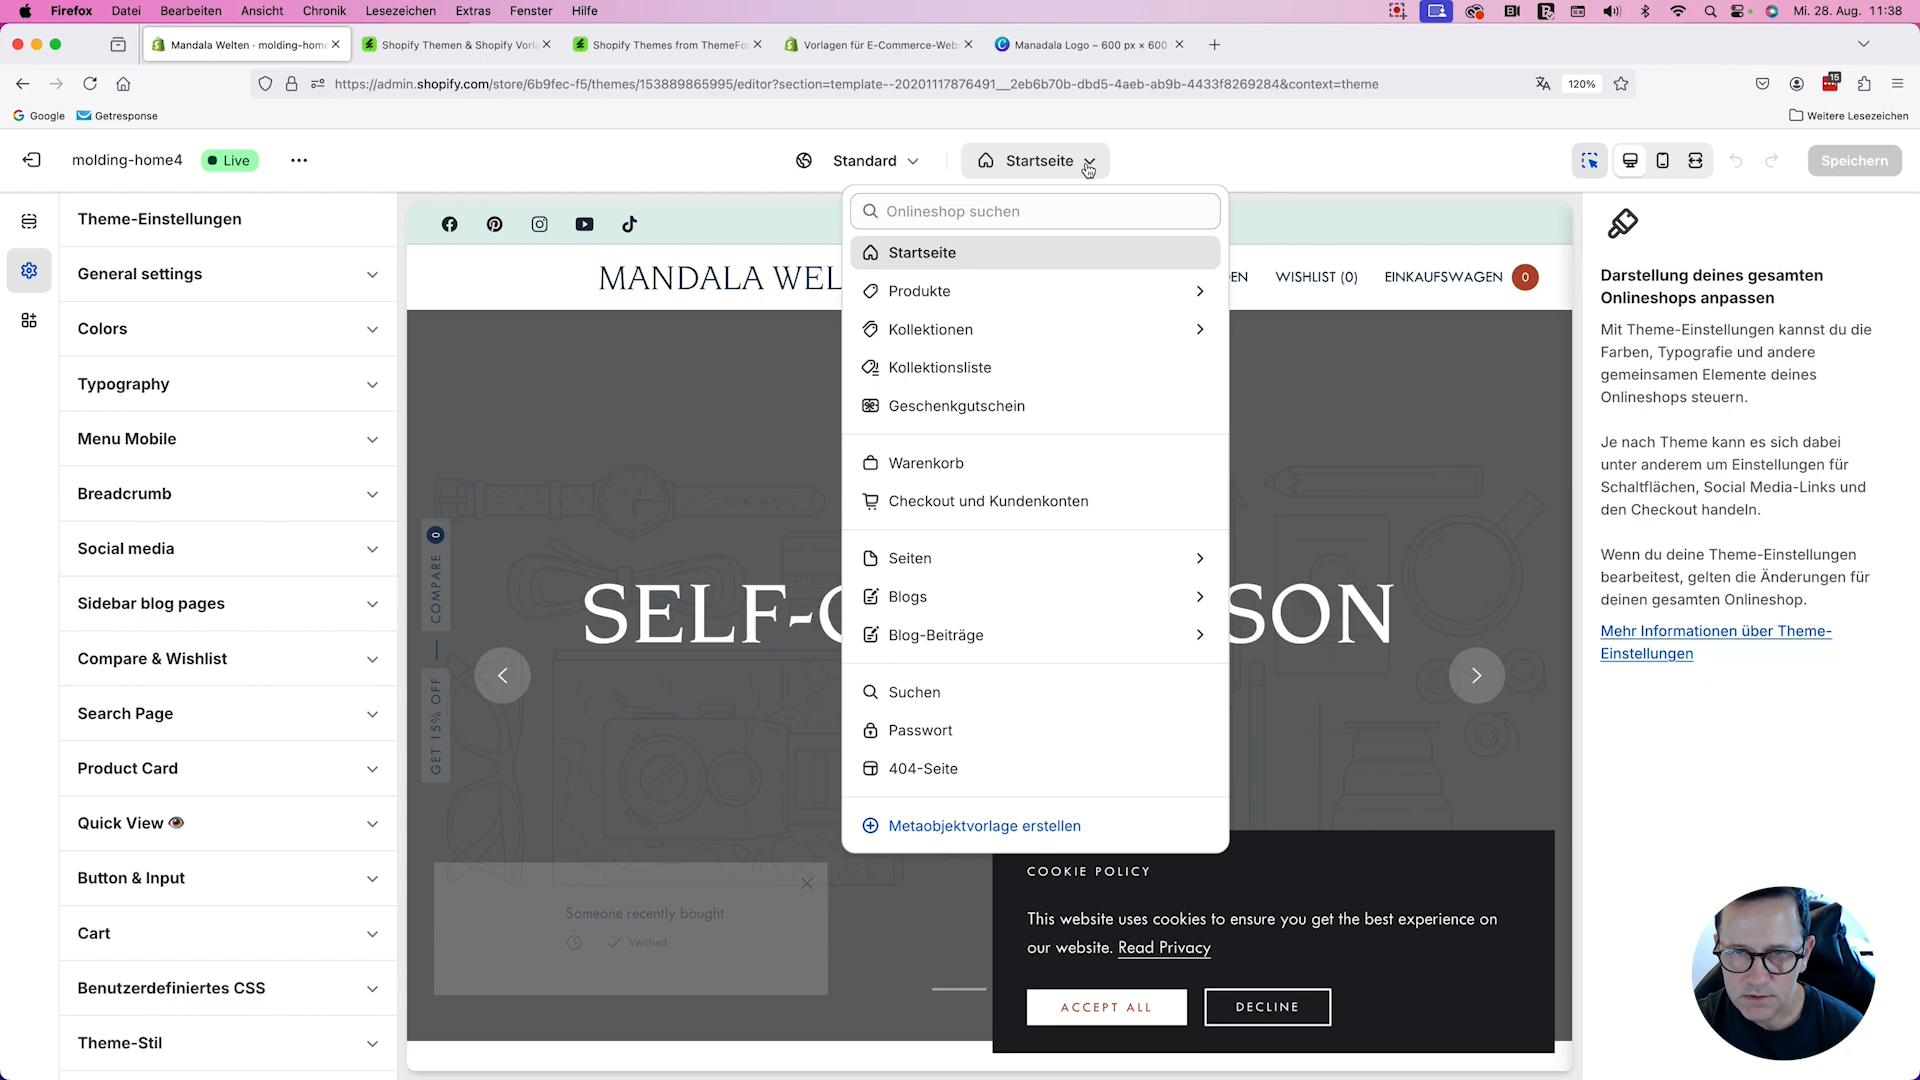 Firefox Datei Bearbeiten Ansicht Chronik Lesezeichen Extras Fenster Hilfe Mi. 28. Aug. 11:38
Mandala Welten · molding-home Shopify Themen & Shopify Vorla Shopify Themes from ThemeFor Vorlagen für E-Commerce-Webs Manadala Logo – 600 px × 600
https://admin.shopify.com/store/6b9fec-f5/themes/153889865995/editor?section=template--20201117876491__2eb6b70b-dbd5-4aeb-ab9b-4433f8269284&context=theme 120% 15
Google Getresponse Weitere Lesezeichen
molding-home4 Live Standard Startseite Speichern
Theme-Einstellungen
General settings
Colors
Typography
Menu Mobile
Breadcrumb
Social media
Sidebar blog pages
Compare & Wishlist
Search Page
Product Card
Quick View
Button & Input
Cart
Benutzerdefiniertes CSS
Theme-Stil
Onlineshop suchen
Startseite
Produkte
Kollektionen
Kollektionsliste
Geschenkgutschein
Warenkorb
Checkout und Kundenkonten
Seiten
Blogs
Blog-Beiträge
Suchen
Passwort
404-Seite
Metaobjektvorlage erstellen
MANDALA WEL EN WISHLIST (0) EINKAUFSWAGEN 0
COMPARE 0
GET 15% OFF
SELF- SON
Someone recently bought
Verified
COOKIE POLICY
This website uses cookies to ensure you get the best experience on
our website. Read Privacy
ACCEPT ALL DECLINE
Darstellung deines gesamten
Onlineshops anpassen
Mit Theme-Einstellungen kannst du die
Farben, Typografie und andere
gemeinsamen Elemente deines
Onlineshops steuern.
Je nach Theme kann es sich dabei
unter anderem um Einstellungen für
Schaltflächen, Social Media-Links und
den Checkout handeln.
Wenn du deine Theme-Einstellungen
bearbeitest, gelten die Änderungen für
deinen gesamten Onlineshop.
Mehr Informationen über Theme-
Einstellungen